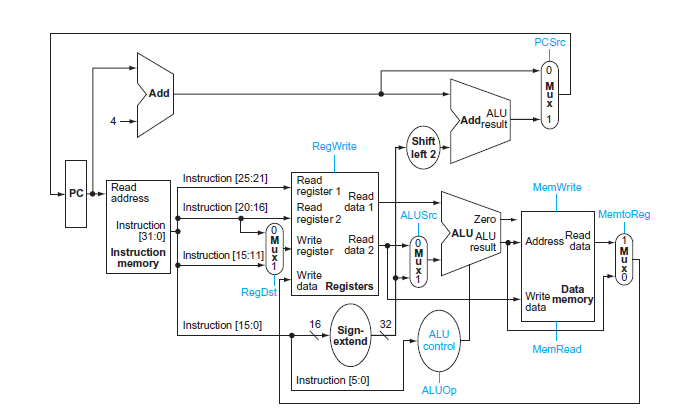 PCSrc
0
M
u
x
1
Add
4
ALU
Add result
Shift
left 2
RegWrite
PC
Read
address
Instruction
[31:0]
Instruction
memory
Instruction [25:21]
Instruction [20:16]
Instruction [15:11]
0
M
u
x
1
RegDst
Read
register 1
Read
data 1
Read
register 2
Write
register
Read
data 2
Write
data
Registers
ALUSrc
0
M
u
x
1
Zero
ALU
ALU
result
MemWrite
Address
Read
data
Write
data
Data
memory
MemRead
MemtoReg
1
M
u
x
0
Instruction [15:0]
16
Sign-
extend
32
ALU
control
Instruction [5:0]
ALUOp